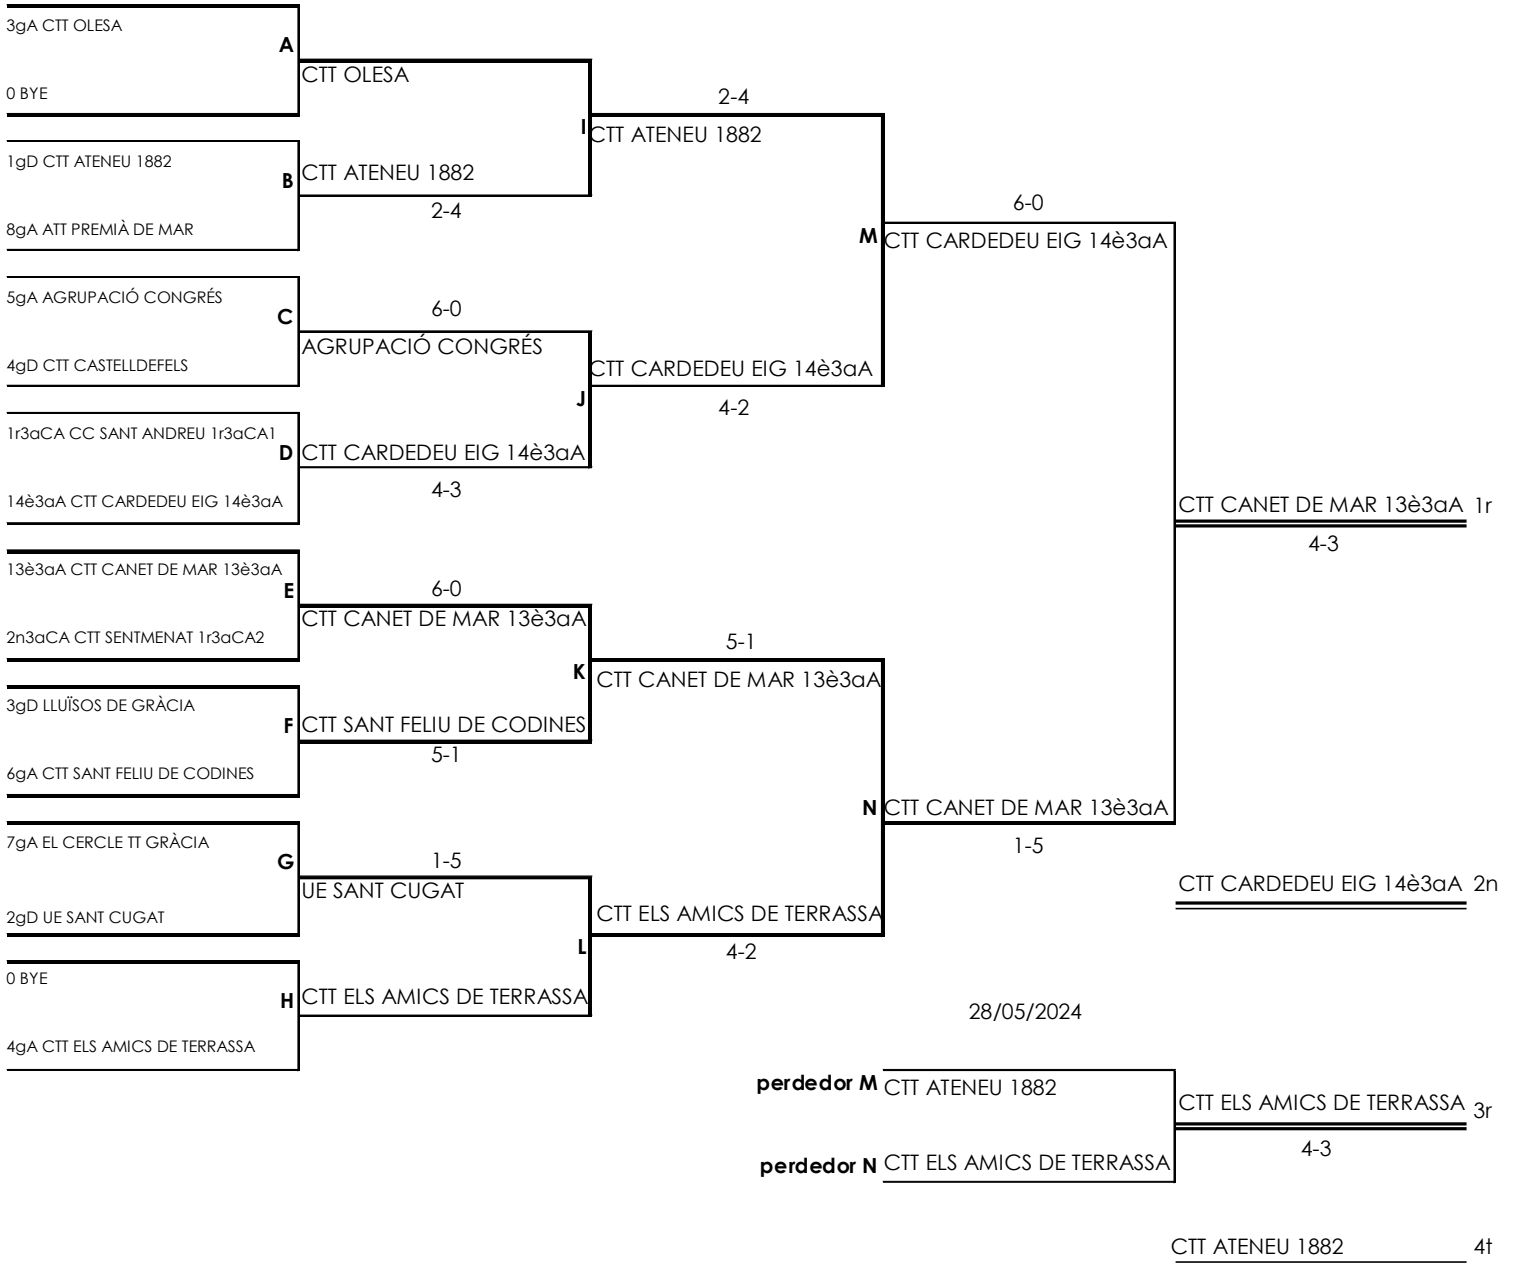 3gA CTT OLESA
A
0 BYE
CTT OLESA
2-4
I
CTT ATENEU 1882
1gD CTT ATENEU 1882
B
CTT ATENEU 1882
2-4
8gA ATT PREMIÀ DE MAR
6-0
M
CTT CARDEDEU EIG 14è3aA
5gA AGRUPACIÓ CONGRÉS
C
6-0
AGRUPACIÓ CONGRÉS
4gD CTT CASTELLDEFELS
CTT CARDEDEU EIG 14è3aA
J
4-2
1r3aCA CC SANT ANDREU 1r3aCA1
D
CTT CARDEDEU EIG 14è3aA
4-3
14è3aA CTT CARDEDEU EIG 14è3aA
CTT CANET DE MAR 13è3aA 1r
4-3
13è3aA CTT CANET DE MAR 13è3aA
E
6-0
CTT CANET DE MAR 13è3aA
2n3aCA CTT SENTMENAT 1r3aCA2
5-1
K
CTT CANET DE MAR 13è3aA
3gD LLUÏSOS DE GRÀCIA
F
CTT SANT FELIU DE CODINES
5-1
6gA CTT SANT FELIU DE CODINES
N
CTT CANET DE MAR 13è3aA
1-5
7gA EL CERCLE TT GRÀCIA
G
1-5
UE SANT CUGAT
CTT CARDEDEU EIG 14è3aA 2n
2gD UE SANT CUGAT
CTT ELS AMICS DE TERRASSA
L
4-2
0 BYE
H
CTT ELS AMICS DE TERRASSA
28/05/2024
4gA CTT ELS AMICS DE TERRASSA
perdedor M
CTT ATENEU 1882
CTT ELS AMICS DE TERRASSA 3r
4-3
perdedor N
CTT ELS AMICS DE TERRASSA
CTT ATENEU 1882 4t